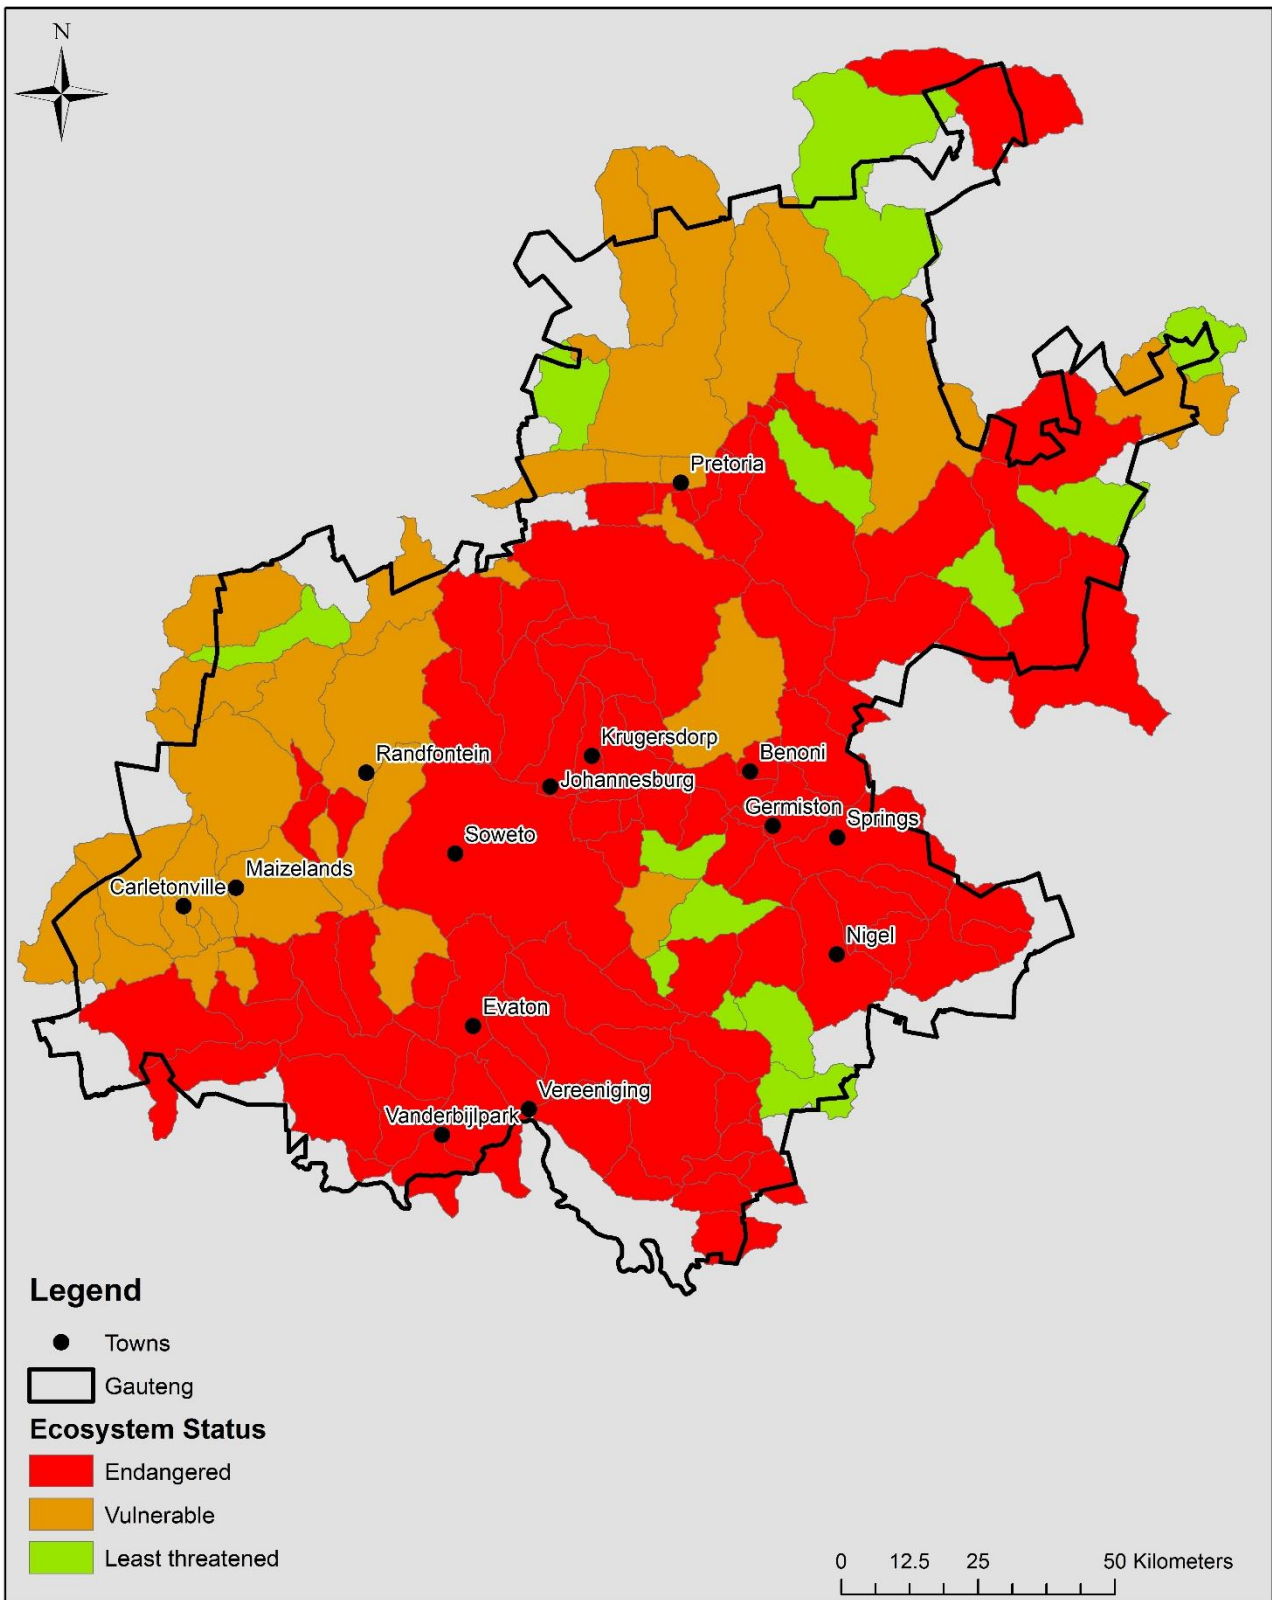 N
Pretoria
Krugersdorp
Randfontein
Benoni
Johannesburg
Germiston
Springs
Soweto
Maizelands
Carletonville
Nigel
Evaton
Vereeniging
Vanderbijlpark
Legend
Towns
Gauteng
Ecosystem Status
Endangered
Vulnerable
Least threatened
0 12.5 25 50 Kilometers